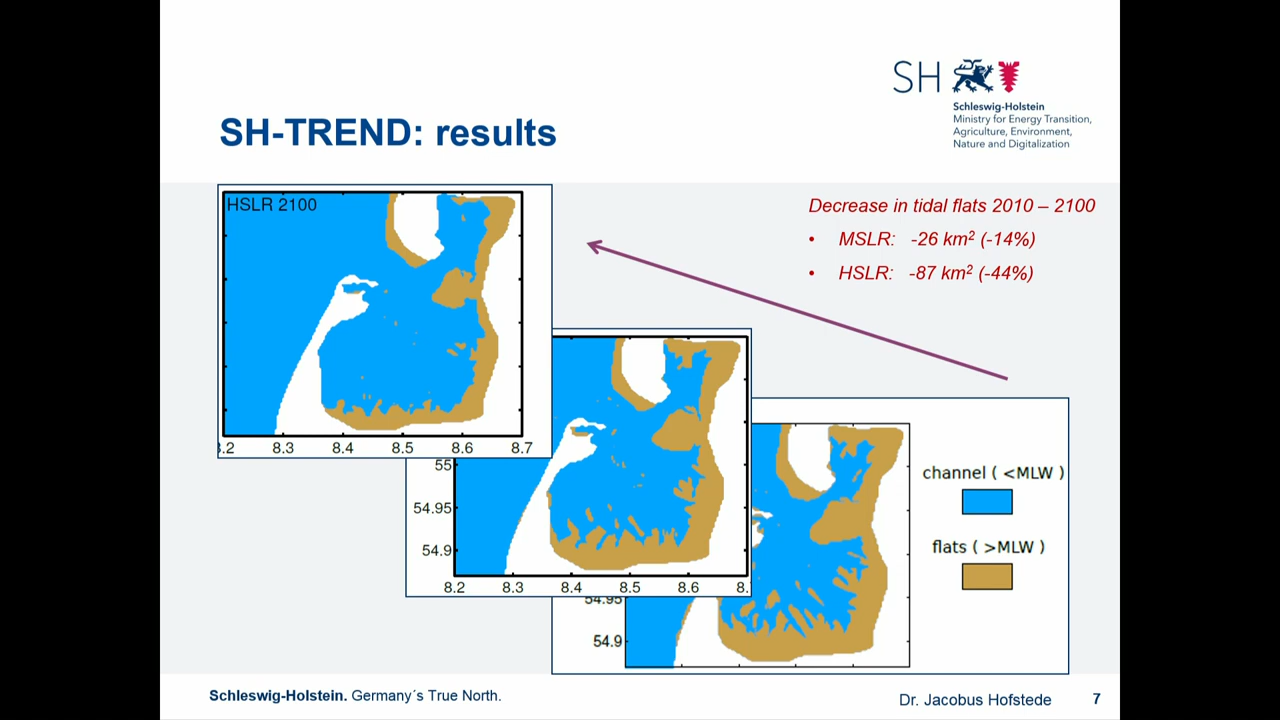 SH
Schleswig-Holstein
Ministry for Energy Transition,
Agriculture, Environment,
Nature and Digitalization
SH-TREND: results
HSLR 2100
.2 8.3 8.4 8.5 8.6 8.7
Decrease in tidal flats 2010 – 2100
• MSLR: -26 km² (-14%)
• HSLR: -87 km² (-44%)
55
54.95
54.9
8.2 8.3 8.4 8.5 8.6 8.
54.95
54.9
channel ( <MLW )
flats ( >MLW )
Schleswig-Holstein. Germany´s True North.
Dr. Jacobus Hofstede 7